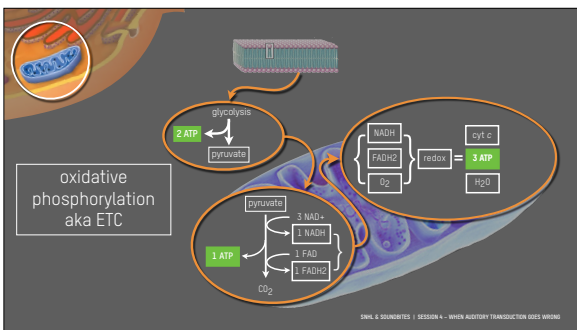 glycolysis
2 ATP
pyruvate
oxidative
phosphorylation
aka ETC
pyruvate
3 NAD+
1 NADH
1 ATP
1 FAD
1 FADH2
CO2
NADH
FADH2
O2
redox
=
cyt c
3 ATP
H2O
SNHL & SOUNDBITES | SESSION 4 – WHEN AUDITORY TRANSDUCTION GOES WRONG